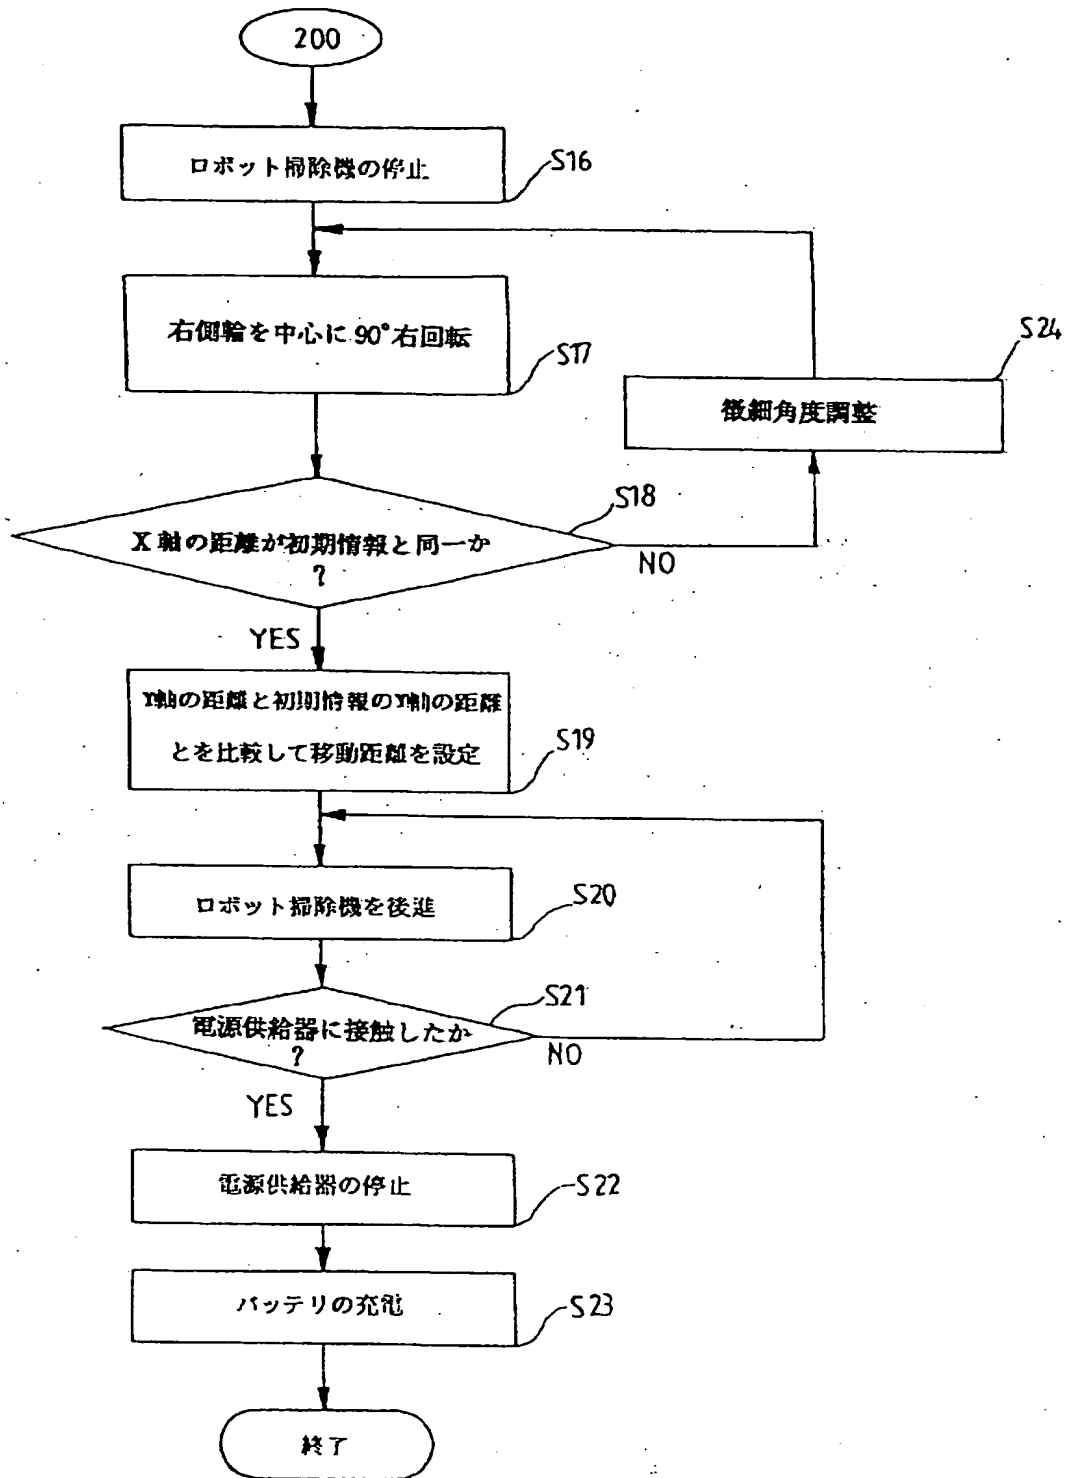 200
ロボット掃除機の停止
S16
右側輪を中心に90°右回転
S17
S24
微細角度調整
S18
X軸の距離が初期情報と同一か
?
NO
YES
Y軸の距離と初期情報のY軸の距離
とを比較して移動距離を設定
S19
ロボット掃除機を後進
S20
S21
電源供給器に接触したか
?
NO
YES
電源供給器の停止
S22
バッテリの充電
S23
終了